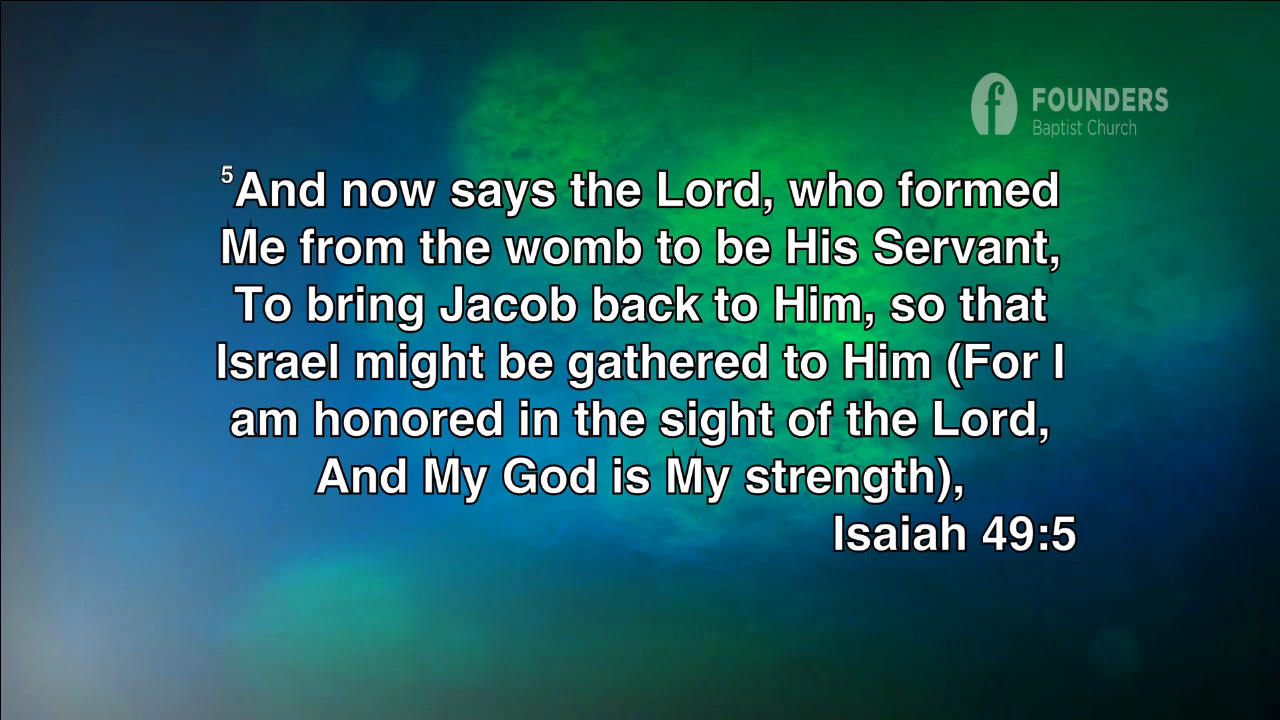 FOUNDERS
Baptist Church
⁵And now says the Lord, who formed
Me from the womb to be His Servant,
To bring Jacob back to Him, so that
Israel might be gathered to Him (For I
am honored in the sight of the Lord,
And My God is My strength),
Isaiah 49:5